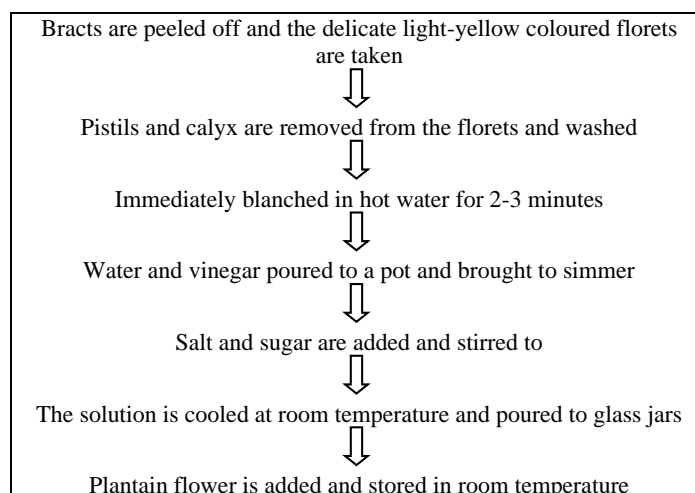 Bracts are peeled off and the delicate light-yellow coloured florets
are taken
Pistils and calyx are removed from the florets and washed
Immediately blanched in hot water for 2-3 minutes
Water and vinegar poured to a pot and brought to simmer
Salt and sugar are added and stirred to
The solution is cooled at room temperature and poured to glass jars
Plantain flower is added and stored in room temperature